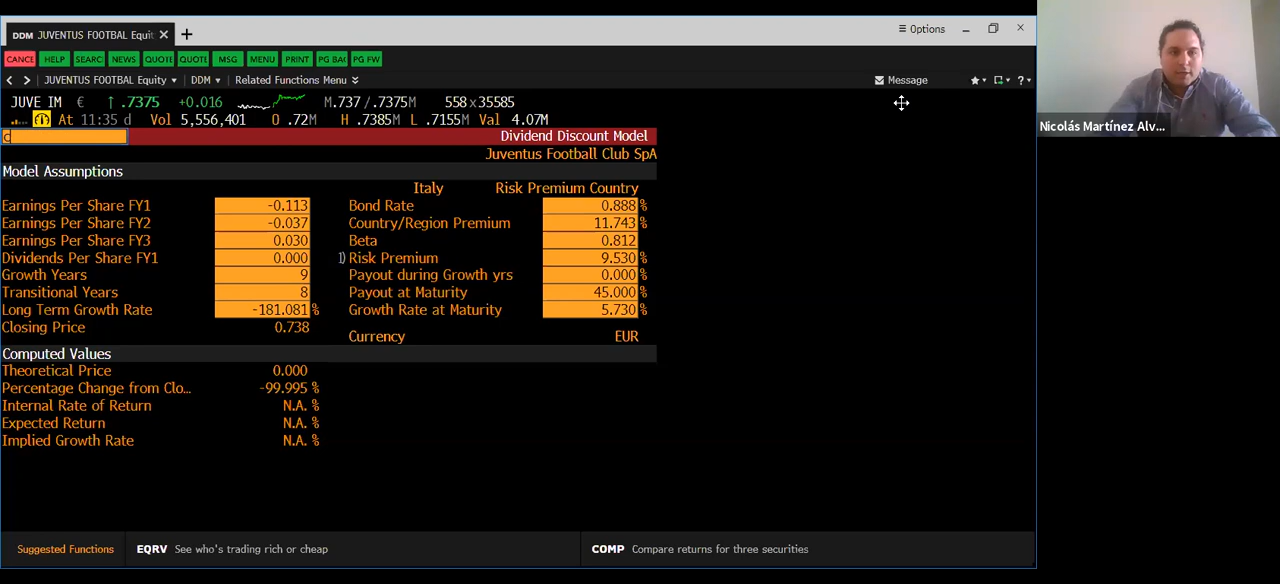 DDM JUVENTUS FOOTBAL Equit
Options
CANCE HELP SEARC NEWS QUOTE QUOTE MSG MENU PRINT PG BAC PG FW
JUVENTUS FOOTBAL Equity DDM Related Functions Menu
Message
JUVE IM € ↑ .7375 +0.016 M.737 / .7375M 558 x 35585
At 11:35 d Vol 5,556,401 O .72M H .7385M L .7155M Val 4.07M
Dividend Discount Model
Juventus Football Club SpA
Model Assumptions
Italy Risk Premium Country
Earnings Per Share FY1 -0.113 Bond Rate 0.888 %
Earnings Per Share FY2 -0.037 Country/Region Premium 11.743 %
Earnings Per Share FY3 0.030 Beta 0.812
Dividends Per Share FY1 0.000 1) Risk Premium 9.530 %
Growth Years 9 Payout during Growth yrs 0.000 %
Transitional Years 8 Payout at Maturity 45.000 %
Long Term Growth Rate -181.081 % Growth Rate at Maturity 5.730 %
Closing Price 0.738
Currency EUR
Computed Values
Theoretical Price 0.000
Percentage Change from Clo... -99.995 %
Internal Rate of Return N.A. %
Expected Return N.A. %
Implied Growth Rate N.A. %
Suggested Functions EQRV See who's trading rich or cheap COMP Compare returns for three securities
Nicolás Martínez Alv...